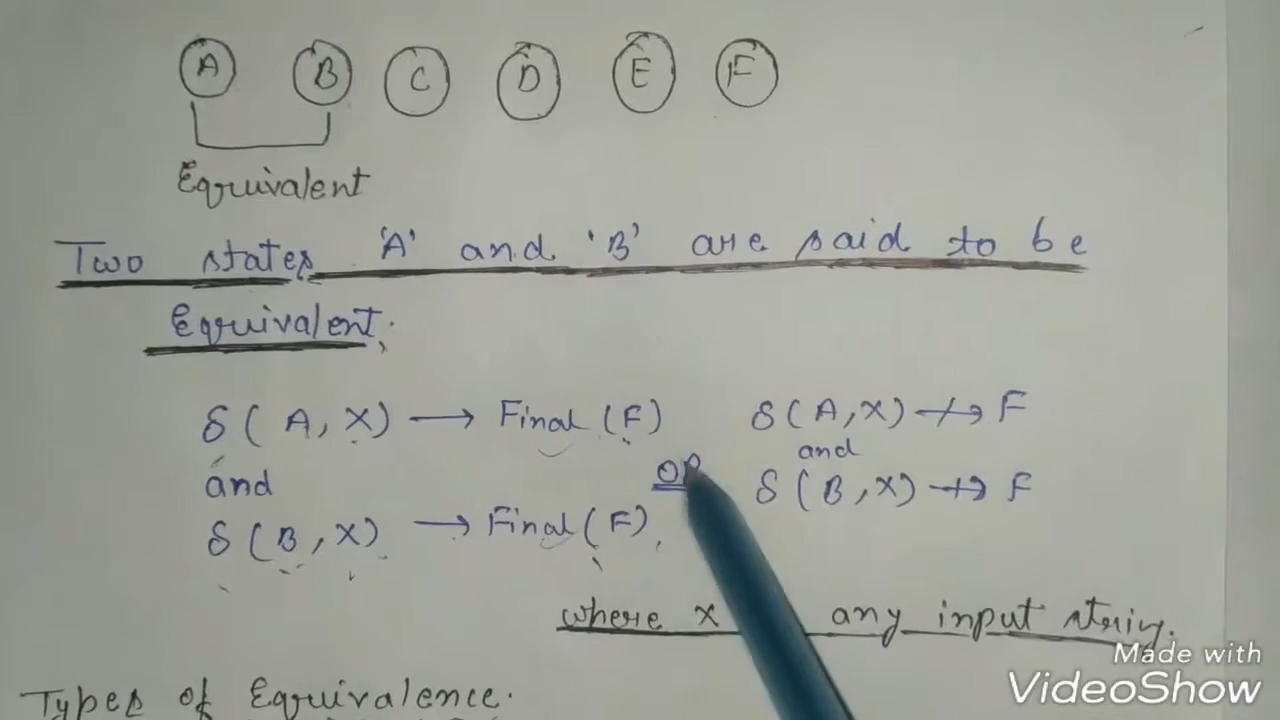 A B C D E F
Equivalent
Two states 'A' and 'B' are said to be
Equivalent.
δ(A, X) → Final (F)
and
δ(B, X) → Final (F),
OR
δ(A, X) ↛ F
and
δ(B, X) ↛ F
where x any input string.
Types of Equivalence.
Made with
VideoShow